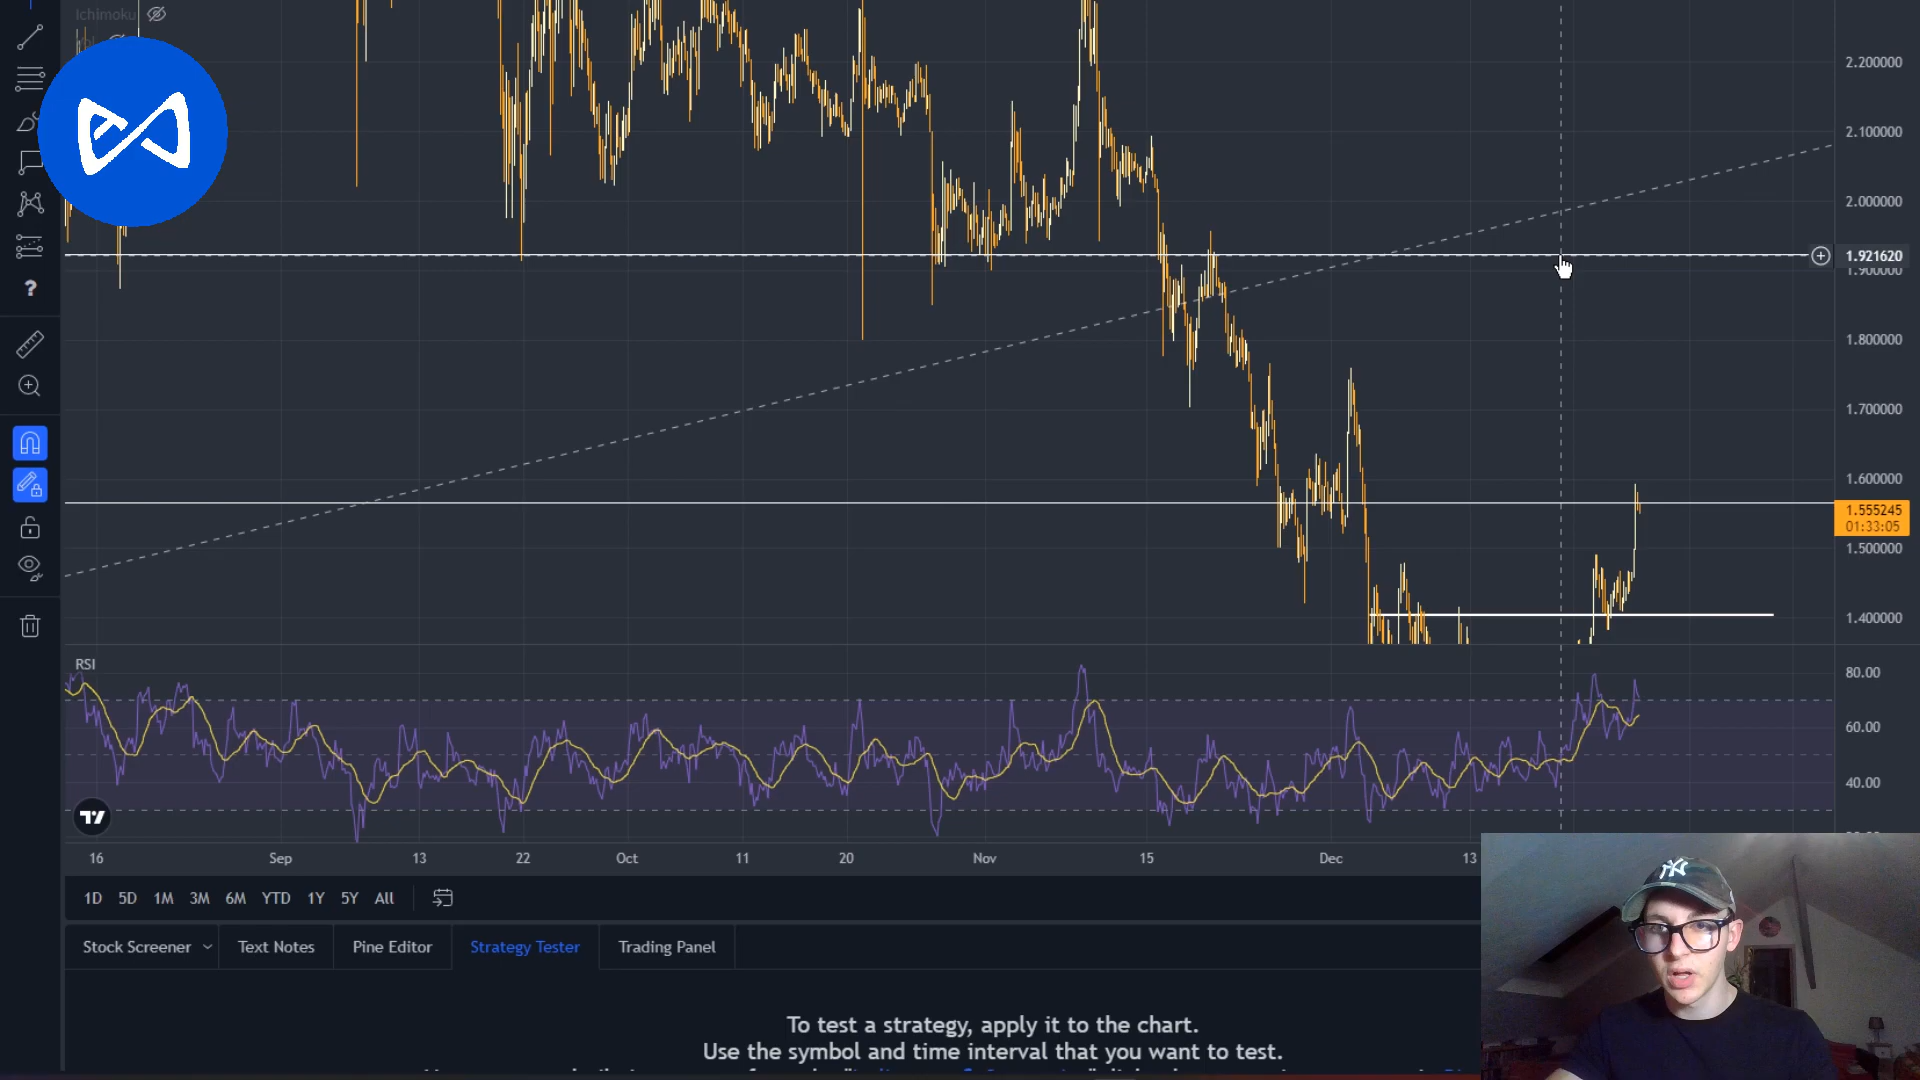 Ichimoku
2.200000
2.100000
2.000000
1.921620
1.900000
1.800000
1.700000
1.600000
1.555245
01:33:05
1.500000
1.400000
RSI
80.00
60.00
40.00
16 Sep 13 22 Oct 11 20 Nov 15 Dec 13
1D 5D 1M 3M 6M YTD 1Y 5Y All
Stock Screener Text Notes Pine Editor Strategy Tester Trading Panel
To test a strategy, apply it to the chart.
Use the symbol and time interval that you want to test.